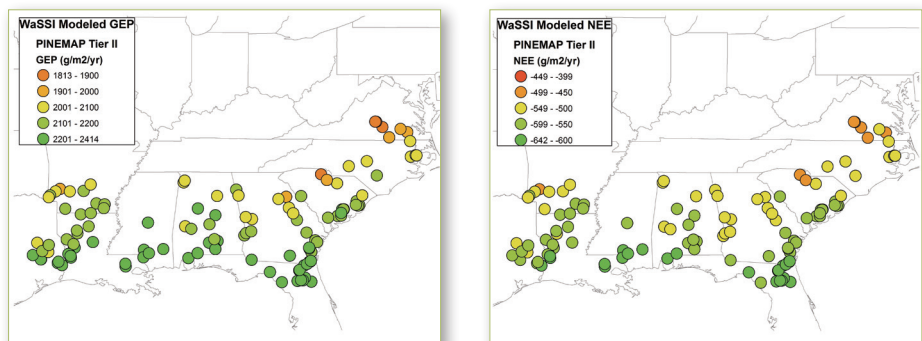 WaSSI Modeled GEP
PINEMAP Tier II
GEP (g/m2/yr)
1813 - 1900
1901 - 2000
2001 - 2100
2101 - 2200
2201 - 2414
WaSSI Modeled NEE
PINEMAP Tier II
NEE (g/m2/yr)
-449 - -399
-499 - -450
-549 - -500
-599 - -550
-642 - -600